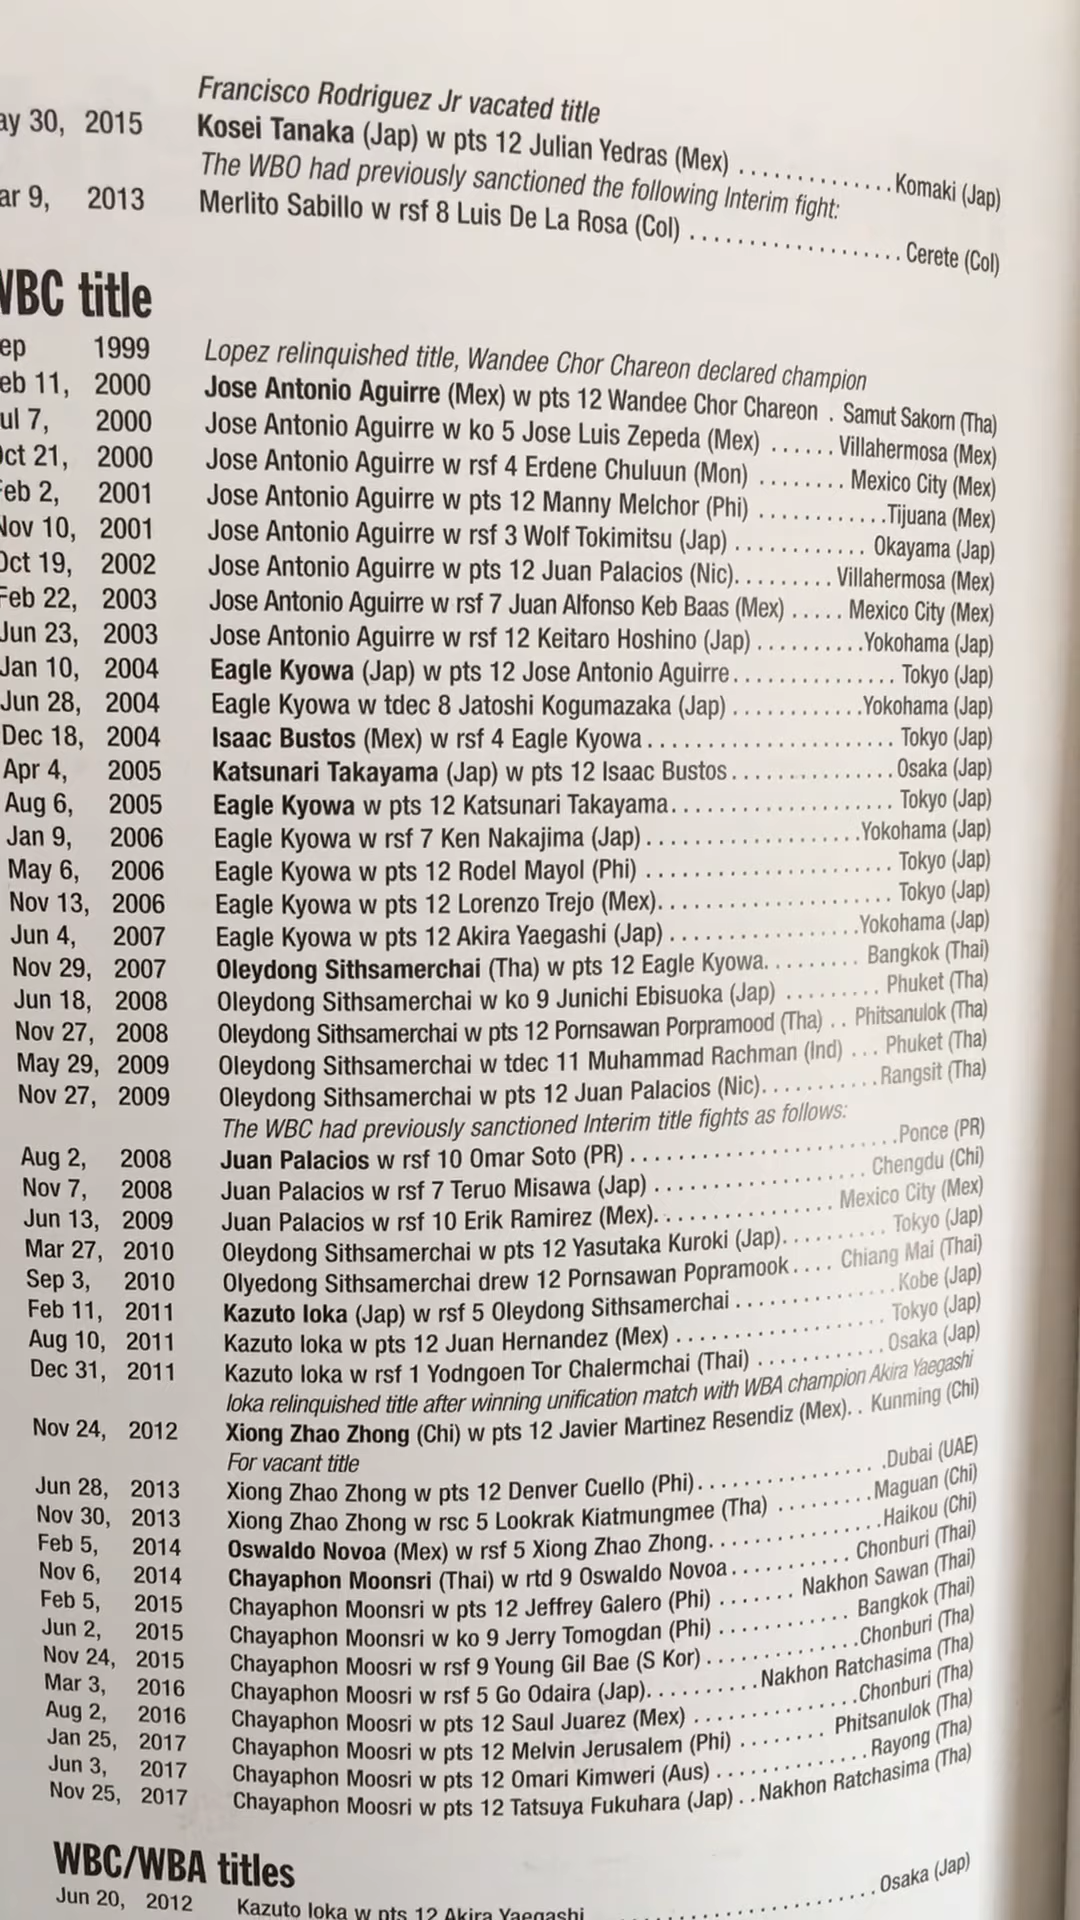 Francisco Rodriguez Jr vacated title
ay 30, 2015 Kosei Tanaka (Jap) w pts 12 Julian Yedras (Mex) .............. Komaki (Jap)
The WBO had previously sanctioned the following Interim fight:
ar 9, 2013 Merlito Sabillo w rsf 8 Luis De La Rosa (Col) ................... Cerete (Col)
WBC title
ep 1999 Lopez relinquished title, Wandee Chor Chareon declared champion
eb 11, 2000 Jose Antonio Aguirre (Mex) w pts 12 Wandee Chor Chareon . Samut Sakorn (Tha)
ul 7, 2000 Jose Antonio Aguirre w ko 5 Jose Luis Zepeda (Mex) ...... Villahermosa (Mex)
Oct 21, 2000 Jose Antonio Aguirre w rsf 4 Erdene Chuluun (Mon) ........ Mexico City (Mex)
Feb 2, 2001 Jose Antonio Aguirre w pts 12 Manny Melchor (Phi) ............Tijuana (Mex)
Nov 10, 2001 Jose Antonio Aguirre w rsf 3 Wolf Tokimitsu (Jap) ............ Okayama (Jap)
Oct 19, 2002 Jose Antonio Aguirre w pts 12 Juan Palacios (Nic)......... Villahermosa (Mex)
Feb 22, 2003 Jose Antonio Aguirre w rsf 7 Juan Alfonso Keb Baas (Mex) ..... Mexico City (Mex)
Jun 23, 2003 Jose Antonio Aguirre w rsf 12 Keitaro Hoshino (Jap) ..........Yokohama (Jap)
Jan 10, 2004 Eagle Kyowa (Jap) w pts 12 Jose Antonio Aguirre............... Tokyo (Jap)
Jun 28, 2004 Eagle Kyowa w tdec 8 Jatoshi Kogumazaka (Jap) ............Yokohama (Jap)
Dec 18, 2004 Isaac Bustos (Mex) w rsf 4 Eagle Kyowa....................... Tokyo (Jap)
Apr 4, 2005 Katsunari Takayama (Jap) w pts 12 Isaac Bustos............... Osaka (Jap)
Aug 6, 2005 Eagle Kyowa w pts 12 Katsunari Takayama..................... Tokyo (Jap)
Jan 9, 2006 Eagle Kyowa w rsf 7 Ken Nakajima (Jap) ....................Yokohama (Jap)
May 6, 2006 Eagle Kyowa w pts 12 Rodel Mayol (Phi) ....................... Tokyo (Jap)
Nov 13, 2006 Eagle Kyowa w pts 12 Lorenzo Trejo (Mex)...................... Tokyo (Jap)
Jun 4, 2007 Eagle Kyowa w pts 12 Akira Yaegashi (Jap) ..................Yokohama (Jap)
Nov 29, 2007 Oleydong Sithsamerchai (Tha) w pts 12 Eagle Kyowa......... Bangkok (Thai)
Jun 18, 2008 Oleydong Sithsamerchai w ko 9 Junichi Ebisuoka (Jap) ......... Phuket (Tha)
Nov 27, 2008 Oleydong Sithsamerchai w pts 12 Pornsawan Porpramood (Tha) .. Phitsanulok (Tha)
May 29, 2009 Oleydong Sithsamerchai w tdec 11 Muhammad Rachman (Ind) ... Phuket (Tha)
Nov 27, 2009 Oleydong Sithsamerchai w pts 12 Juan Palacios (Nic)...........Rangsit (Tha)
The WBC had previously sanctioned Interim title fights as follows:
Aug 2, 2008 Juan Palacios w rsf 10 Omar Soto (PR) .........................Ponce (PR)
Nov 7, 2008 Juan Palacios w rsf 7 Teruo Misawa (Jap) .................... Chengdu (Chi)
Jun 13, 2009 Juan Palacios w rsf 10 Erik Ramirez (Mex)................ Mexico City (Mex)
Mar 27, 2010 Oleydong Sithsamerchai w pts 12 Yasutaka Kuroki (Jap).......... Tokyo (Jap)
Sep 3, 2010 Olyedong Sithsamerchai drew 12 Pornsawan Popramook.... Chiang Mai (Thai)
Feb 11, 2011 Kazuto Ioka (Jap) w rsf 5 Oleydong Sithsamerchai ...............Kobe (Jap)
Aug 10, 2011 Kazuto Ioka w pts 12 Juan Hernandez (Mex) ................... Tokyo (Jap)
Dec 31, 2011 Kazuto Ioka w rsf 1 Yodngoen Tor Chalermchai (Thai) ............ Osaka (Jap)
Ioka relinquished title after winning unification match with WBA champion Akira Yaegashi
Nov 24, 2012 Xiong Zhao Zhong (Chi) w pts 12 Javier Martinez Resendiz (Mex).. Kunming (Chi)
For vacant title
Jun 28, 2013 Xiong Zhao Zhong w pts 12 Denver Cuello (Phi).................Dubai (UAE)
Nov 30, 2013 Xiong Zhao Zhong w rsc 5 Lookrak Kiatmungmee (Tha) .........Maguan (Chi)
Feb 5, 2014 Oswaldo Novoa (Mex) w rsf 5 Xiong Zhao Zhong................Haikou (Chi)
Nov 6, 2014 Chayaphon Moonsri (Thai) w rtd 9 Oswaldo Novoa........... Chonburi (Thai)
Feb 5, 2015 Chayaphon Moonsri w pts 12 Jeffrey Galero (Phi) ....... Nakhon Sawan (Thai)
Jun 2, 2015 Chayaphon Moonsri w ko 9 Jerry Tomogdan (Phi) ............ Bangkok (Thai)
Nov 24, 2015 Chayaphon Moosri w rsf 9 Young Gil Bae (S Kor) .............Chonburi (Tha)
Mar 3, 2016 Chayaphon Moosri w rsf 5 Go Odaira (Jap)..........Nakhon Ratchasima (Tha)
Aug 2, 2016 Chayaphon Moosri w pts 12 Saul Juarez (Mex) ..............Chonburi (Tha)
Jan 25, 2017 Chayaphon Moosri w pts 12 Melvin Jerusalem (Phi) ........ Phitsanulok (Tha)
Jun 3, 2017 Chayaphon Moosri w pts 12 Omari Kimweri (Aus) .............Rayong (Tha)
Nov 25, 2017 Chayaphon Moosri w pts 12 Tatsuya Fukuhara (Jap) ..Nakhon Ratchasima (Tha)
WBC/WBA titles
Jun 20, 2012 Kazuto Ioka w pts 12 Akira Yaegashi ..................... Osaka (Jap)